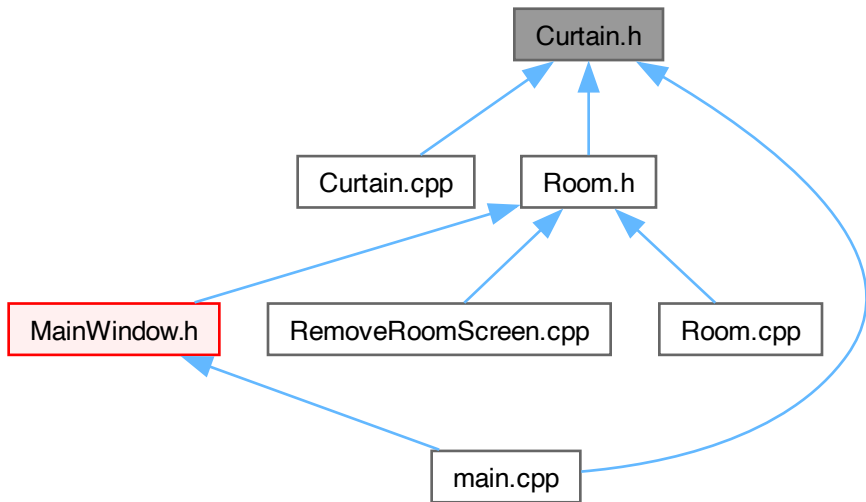 Curtain.h
Curtain.cpp
Room.h
MainWindow.h
RemoveRoomScreen.cpp
Room.cpp
main.cpp